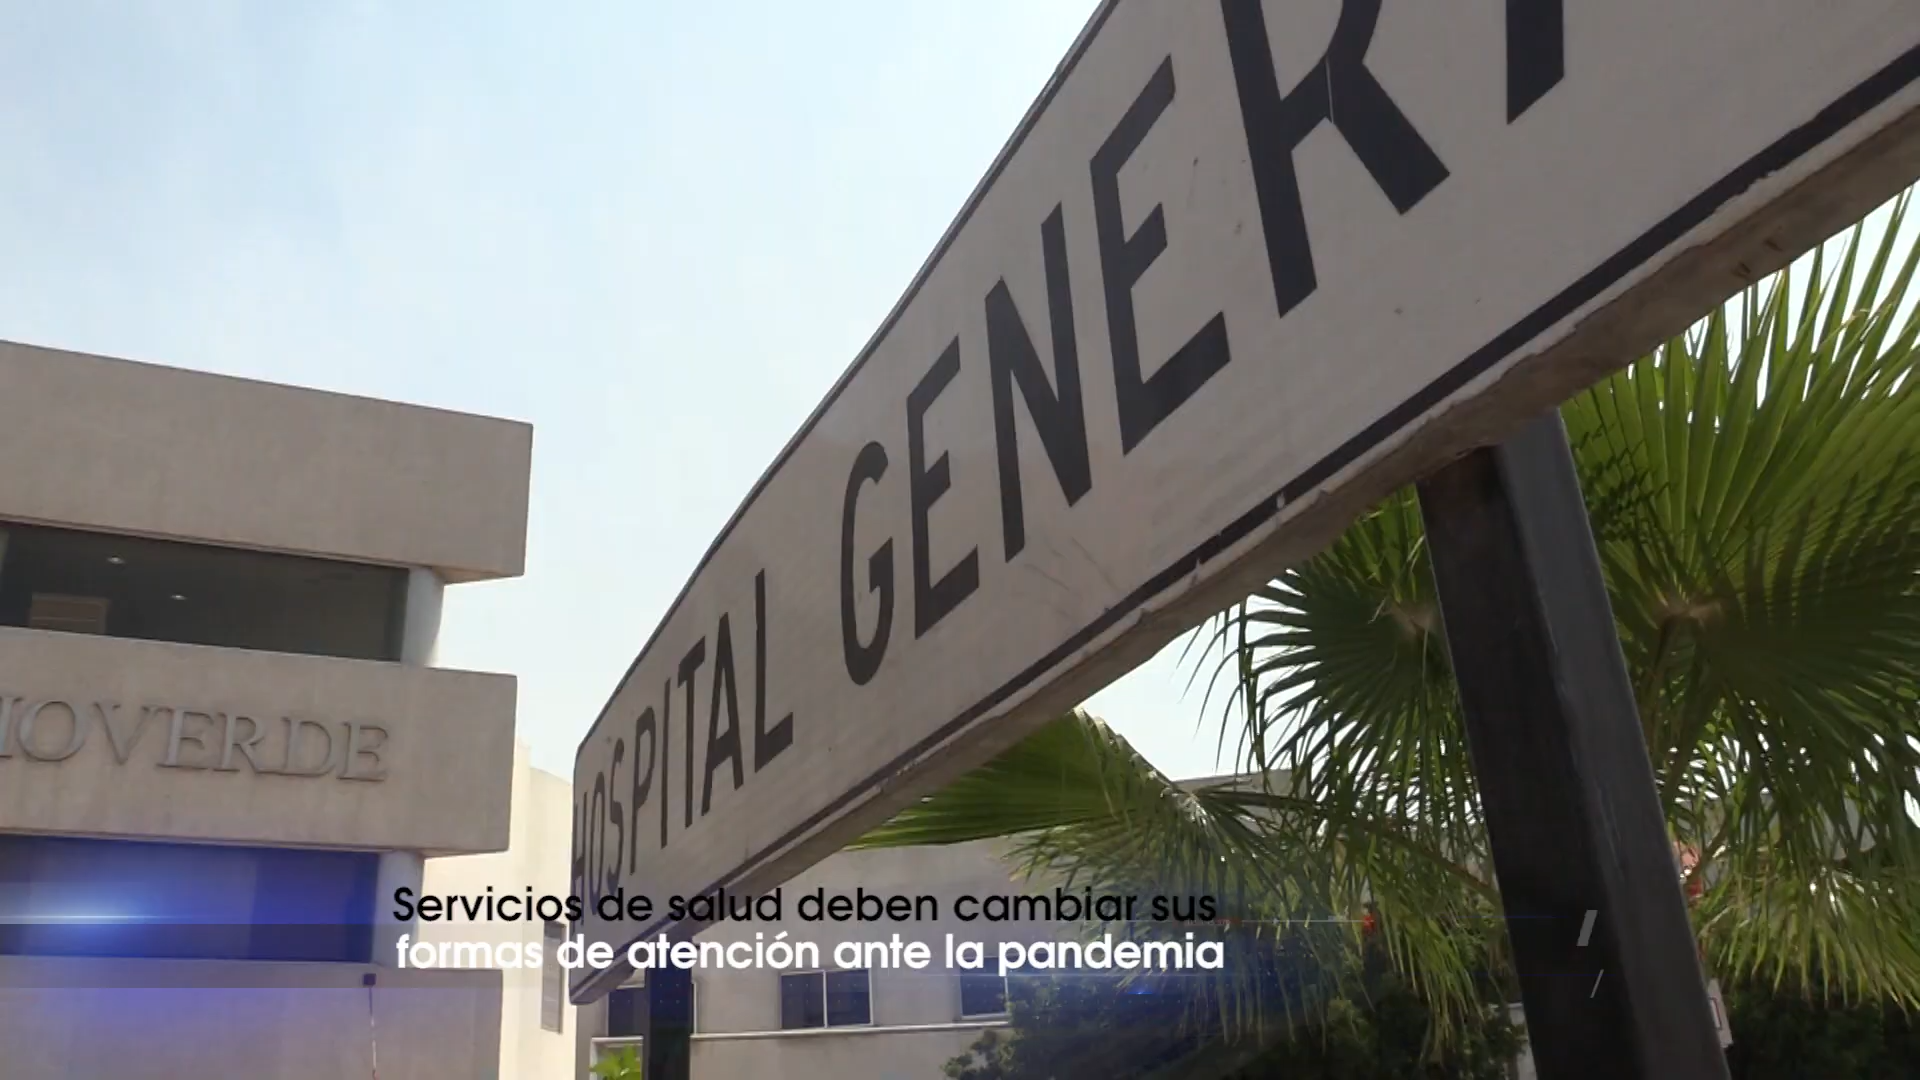 HOSPITAL GENER
IOVERDE
Servicios de salud deben cambiar sus
formas de atención ante la pandemia